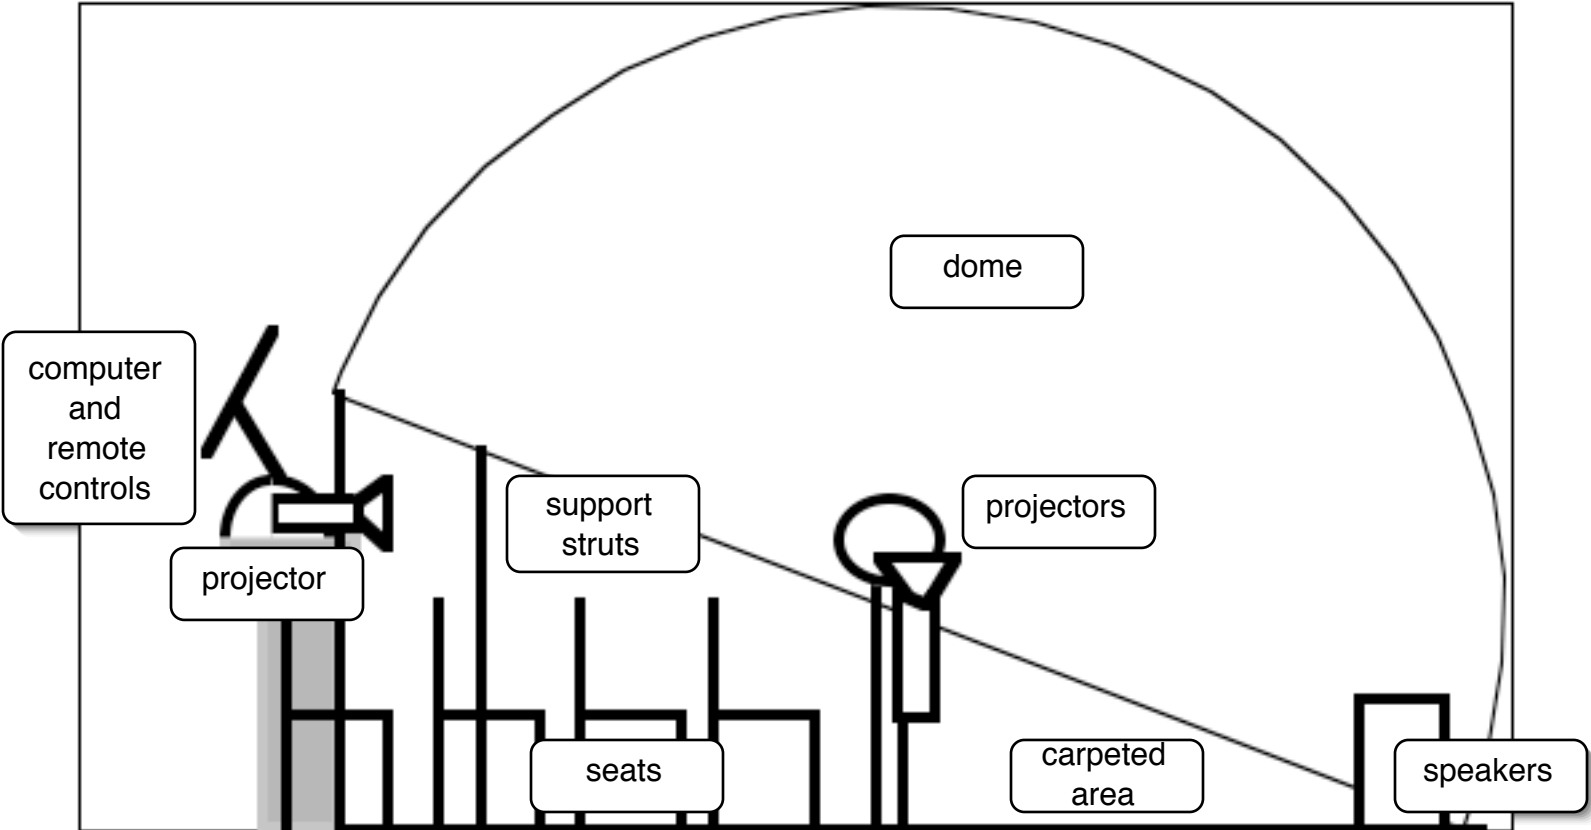 dome
computer
and
remote
controls
support
struts
projectors
projector
seats
carpeted
area
speakers